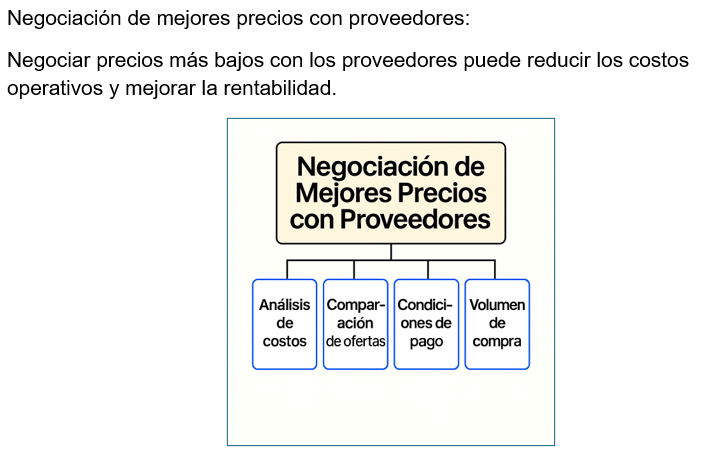 Negociación de mejores precios con proveedores:
Negociar precios más bajos con los proveedores puede reducir los costos
operativos y mejorar la rentabilidad.
Negociación de
Mejores Precios
con Proveedores
Análisis
de
costos
Compar-
ación
de ofertas
Condici-
ones de
pago
Volumen
de
compra